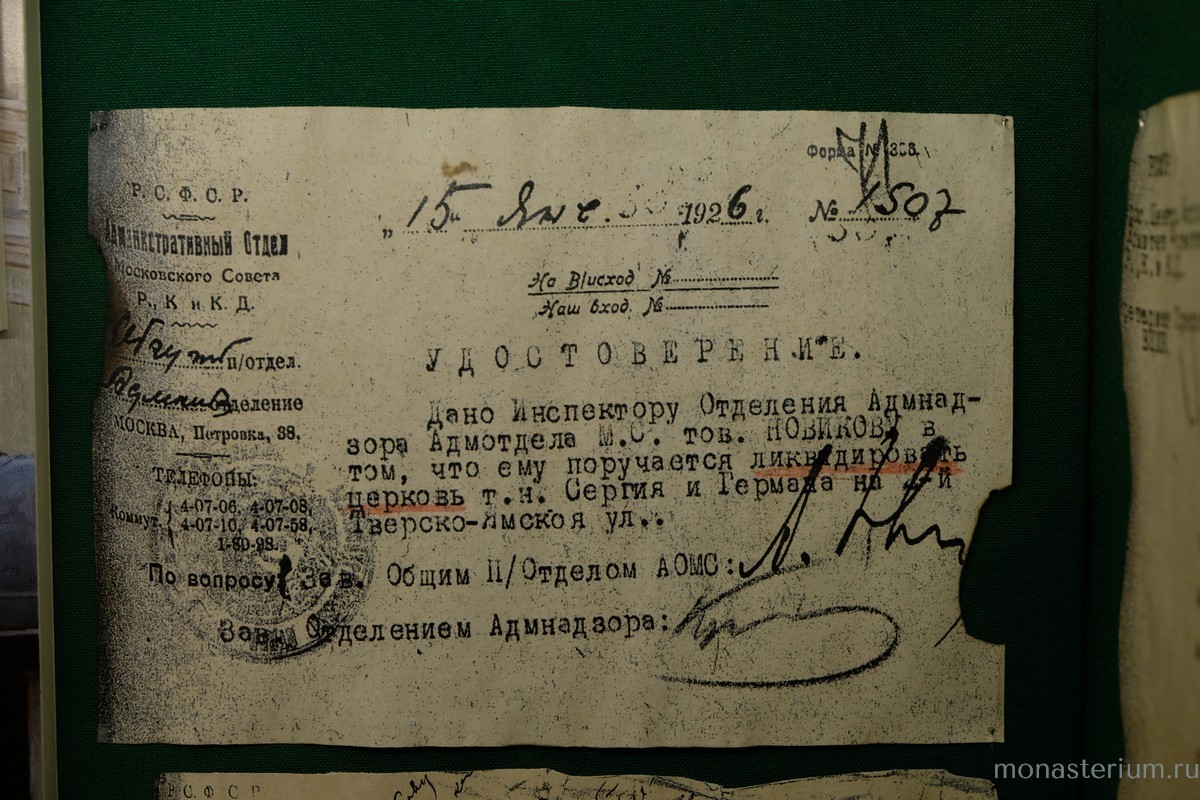 Форма № 336.
Р. С. Ф. С. Р.
Административный Отдел
Московского Совета
Р., К. и К. Д.
п/отдел.
отделение
МОСКВА, Петровка, 38.
ТЕЛЕФОНЫ:
Коммут. 4-07-06, 4-07-08,
4-07-10, 4-07-58,
1-80-93.
По вопросу
„ 15 " Янв. 1926 г. № 1507
На В/исход №
Наш вход. №
УДОСТОВЕРЕНИЕ.
Дано Инспектору Отделения Адмнад-
зора Адмотдела М.С. тов. НОВИКОВУ в
том, что ему поручается ликвидировать
церковь т.н. Сергия и Германа на й
Тверско-Ямская ул..
Зав. Общим П/Отделом АОМС:
Зав. Отделением Адмнадзора:
Р. С. Ф. С. Р.
monasterium.ru